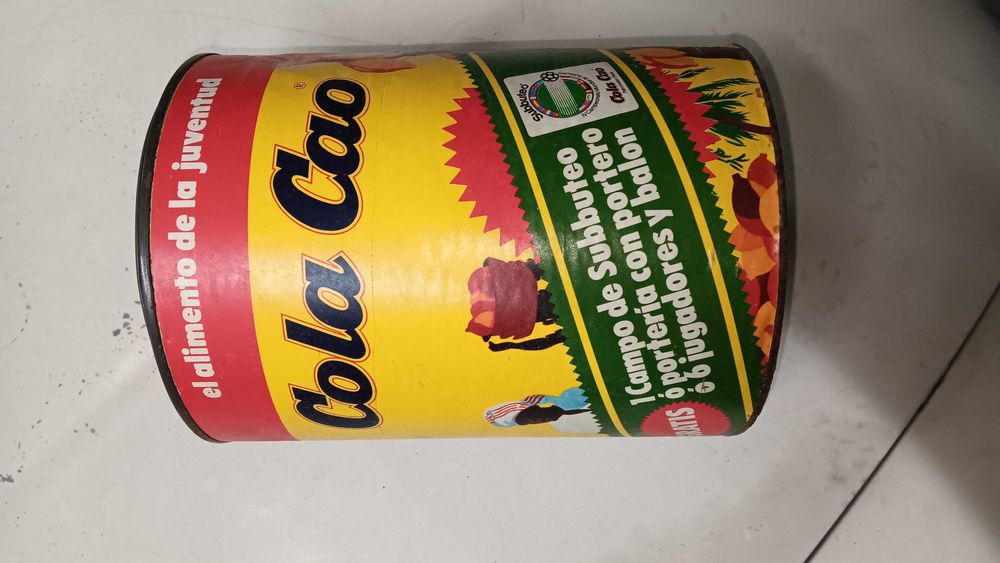 el alimento de la juventud
Cola Cao
®
Subbuteo
Cola Cao
1 Campo de Subbuteo
o portería con portero
ó 6 jugadores y balon